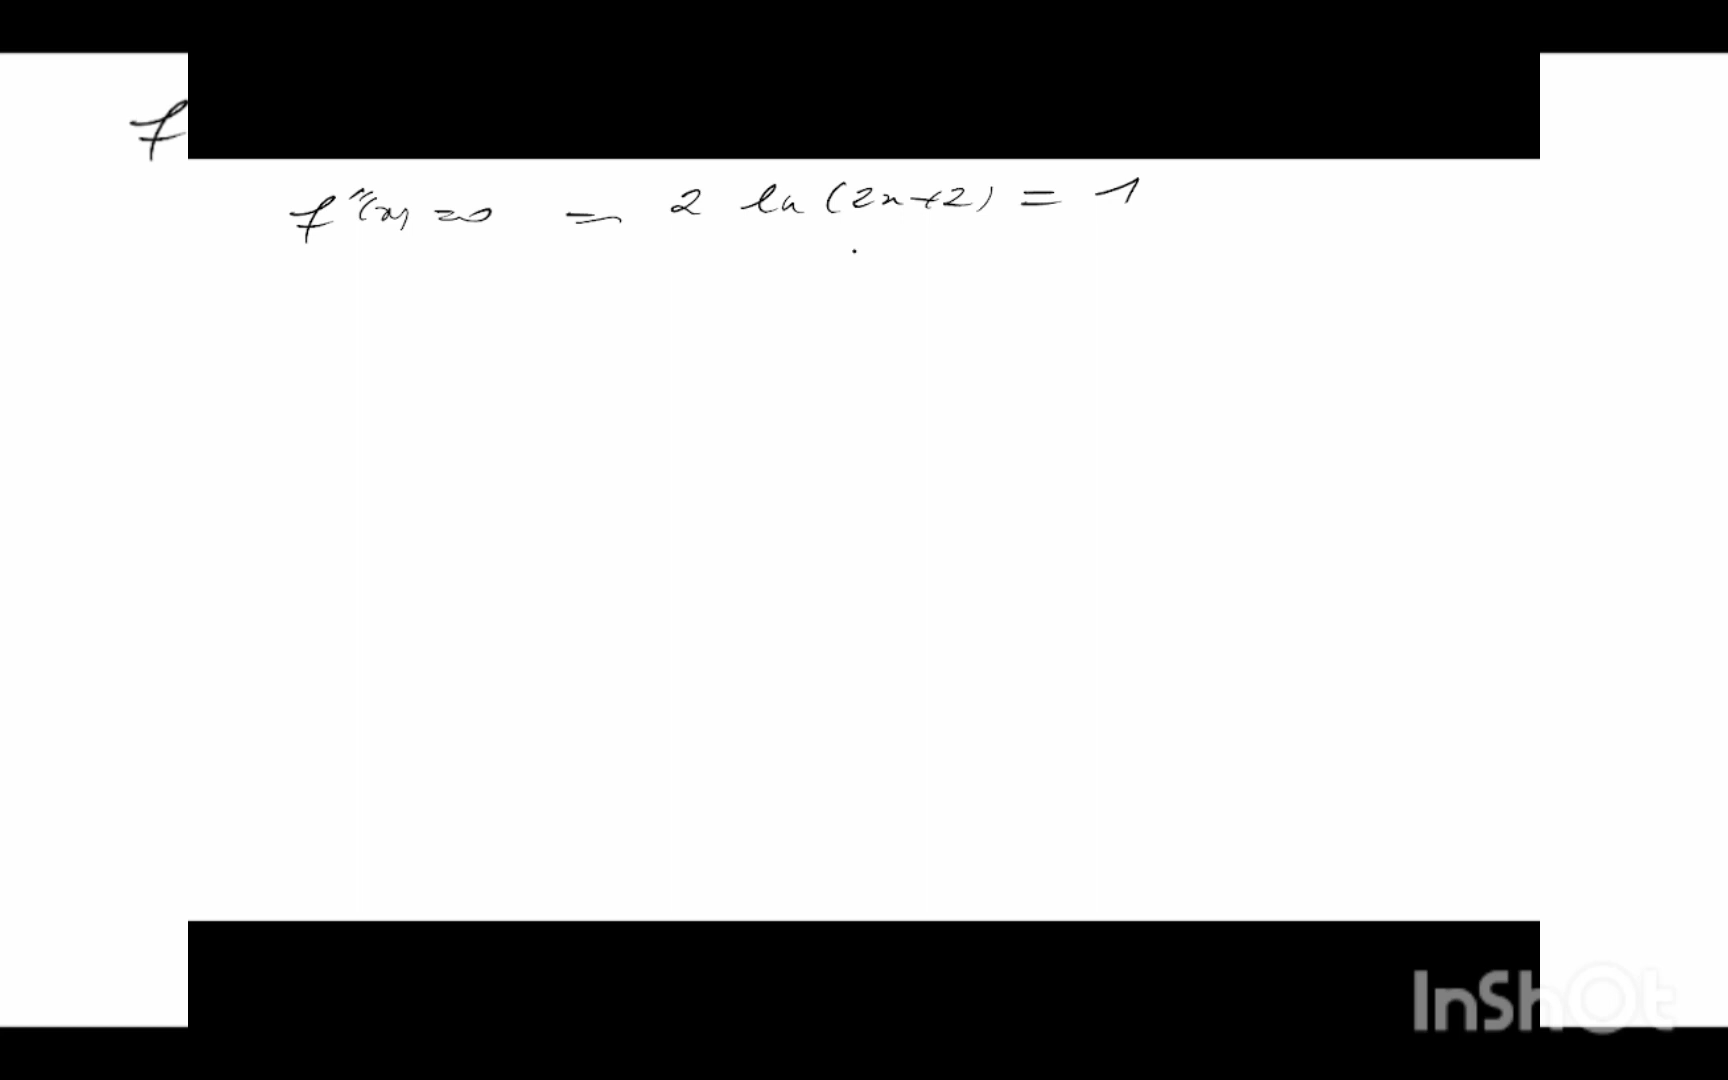 f
f''(x) = 0 = 2 ln(2x+2) = 1
InShot